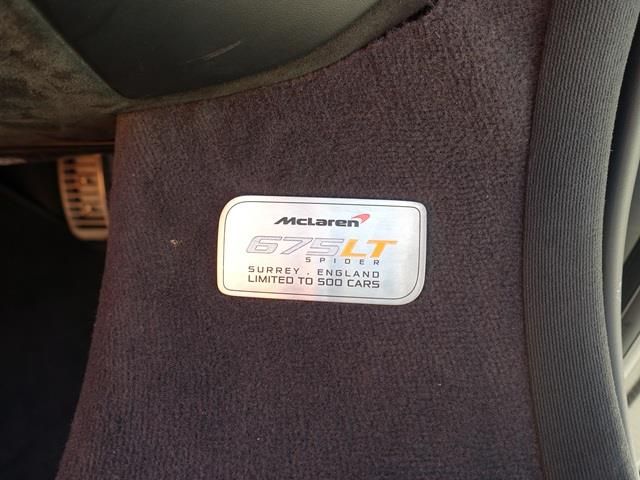 McLaren
675LT
SPIDER
SURREY . ENGLAND
LIMITED TO 500 CARS